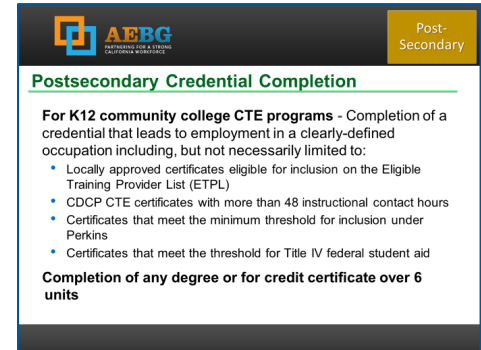 AEBG
PARTNERING FOR A STRONG
CALIFORNIA WORKFORCE
Post-
Secondary
Postsecondary Credential Completion
For K12 community college CTE programs - Completion of a
credential that leads to employment in a clearly-defined
occupation including, but not necessarily limited to:
• Locally approved certificates eligible for inclusion on the Eligible
Training Provider List (ETPL)
• CDCP CTE certificates with more than 48 instructional contact hours
• Certificates that meet the minimum threshold for inclusion under
Perkins
• Certificates that meet the threshold for Title IV federal student aid
Completion of any degree or for credit certificate over 6
units